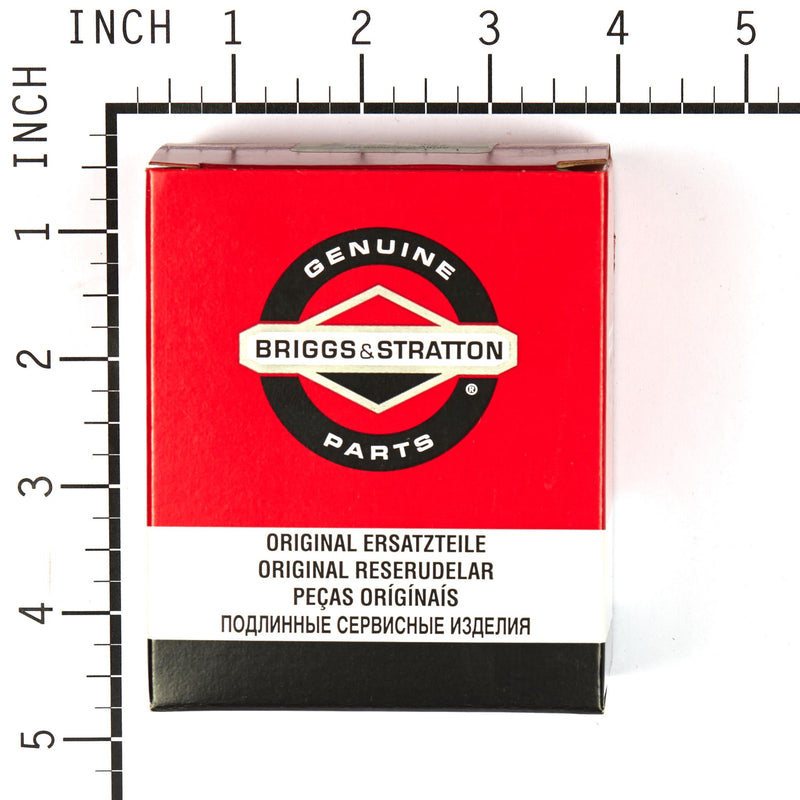 INCH 1 2 3 4 5
INCH
1
2
3
4
5
GENUINE
BRIGGS & STRATTON
®
PARTS
ORIGINAL ERSATZTEILE
ORIGINAL RESERUDELAR
PEÇAS ORÍGÍNAÍS
ПОДЛИННЫЕ СЕРВИСНЫЕ ИЗДЕЛИЯ